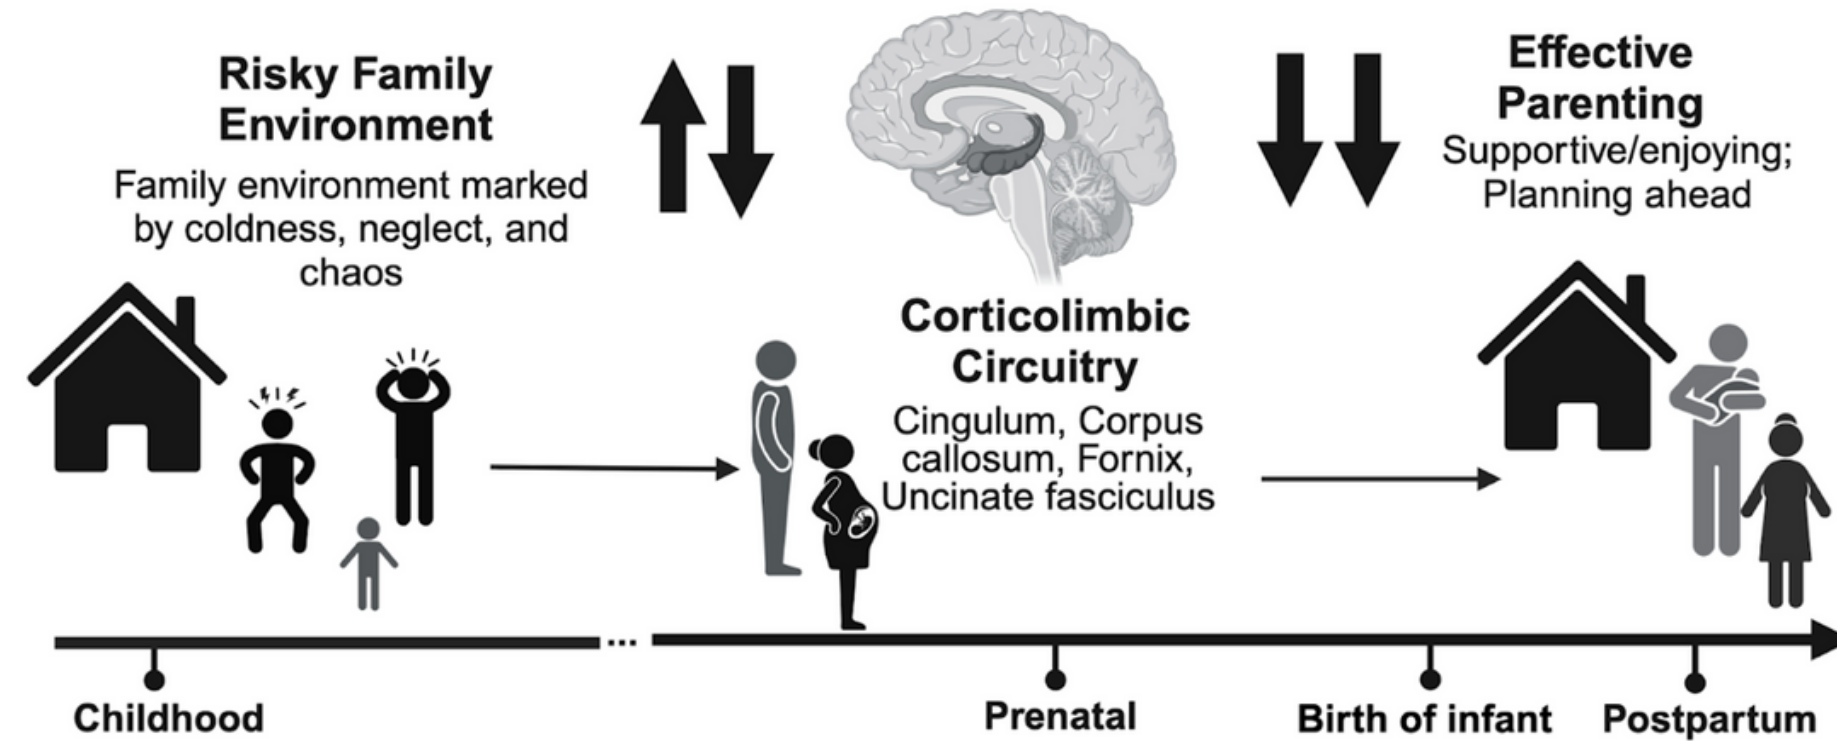 Risky Family
Environment
Family environment marked
by coldness, neglect, and
chaos
Corticolimbic
Circuitry
Cingulum, Corpus
callosum, Fornix,
Uncinate fasciculus
Effective
Parenting
Supportive/enjoying;
Planning ahead
...
Childhood
Prenatal
Birth of infant
Postpartum